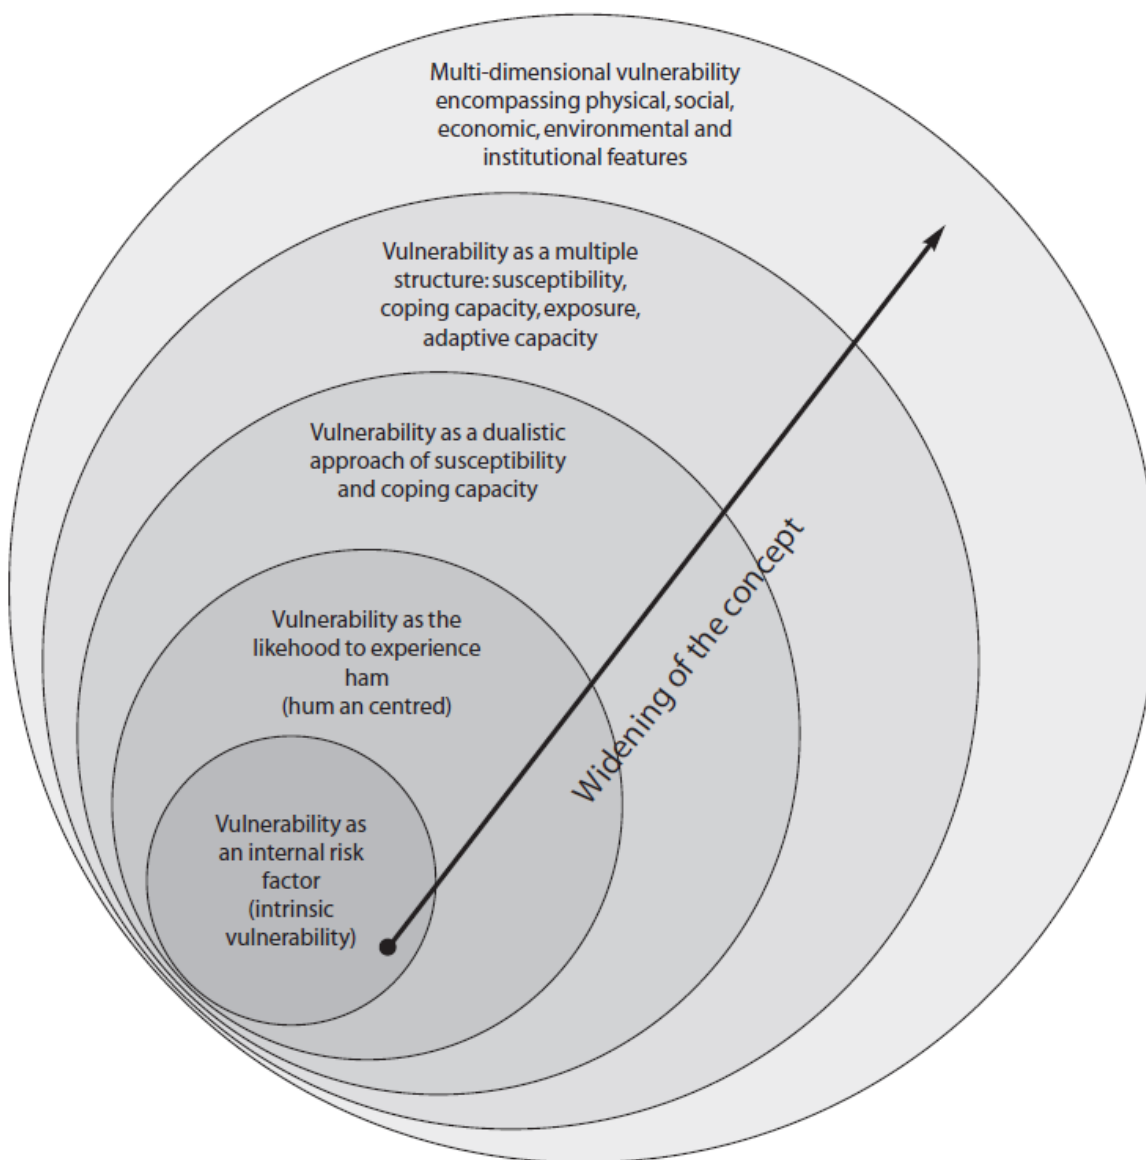 Multi-dimensional vulnerability
encompassing physical, social,
economic, environmental and
institutional features
Vulnerability as a multiple
structure: susceptibility,
coping capacity, exposure,
adaptive capacity
Vulnerability as a dualistic
approach of susceptibility
and coping capacity
Vulnerability as the
likehood to experience
ham
(hum an centred)
Vulnerability as
an internal risk
factor
(intrinsic
vulnerability)
Widening of the concept